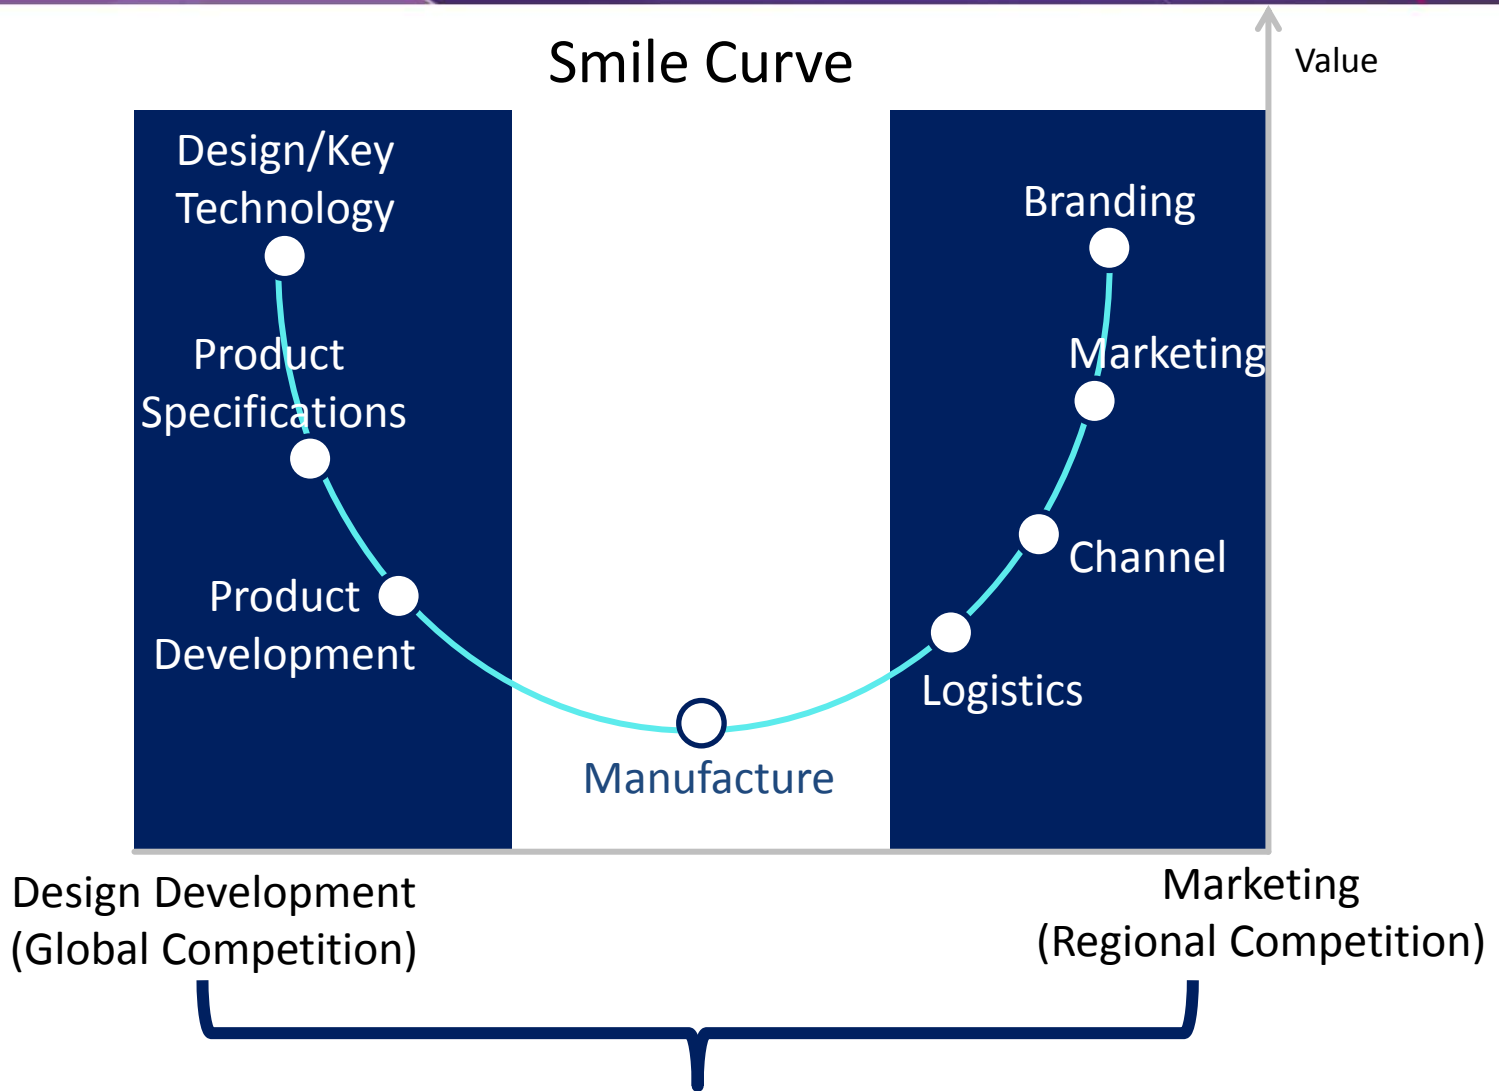 Smile Curve
Value
Design/Key
Technology
Branding
Product
Specifications
Marketing
Channel
Product
Development
Logistics
Manufacture
Design Development
(Global Competition)
Marketing
(Regional Competition)